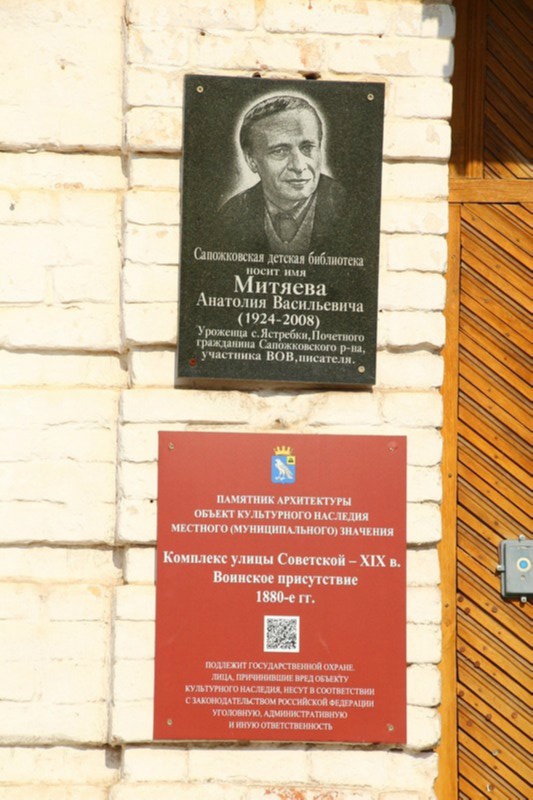 Сапожковская детская библиотека
носит имя
Митяева
Анатолия Васильевича
(1924-2008)
Уроженца с.Ястребки,Почетного
гражданина Сапожковского р-на,
участника ВОВ,писателя.
ПАМЯТНИК АРХИТЕКТУРЫ
ОБЪЕКТ КУЛЬТУРНОГО НАСЛЕДИЯ
МЕСТНОГО (МУНИЦИПАЛЬНОГО) ЗНАЧЕНИЯ
Комплекс улицы Советской – XIX в.
Воинское присутствие
1880-е гг.
ПОДЛЕЖИТ ГОСУДАРСТВЕННОЙ ОХРАНЕ.
ЛИЦА, ПРИЧИНИВШИЕ ВРЕД ОБЪЕКТУ
КУЛЬТУРНОГО НАСЛЕДИЯ, НЕСУТ В СООТВЕТСТВИИ
С ЗАКОНОДАТЕЛЬСТВОМ РОССИЙСКОЙ ФЕДЕРАЦИИ
УГОЛОВНУЮ, АДМИНИСТРАТИВНУЮ
И ИНУЮ ОТВЕТСТВЕННОСТЬ